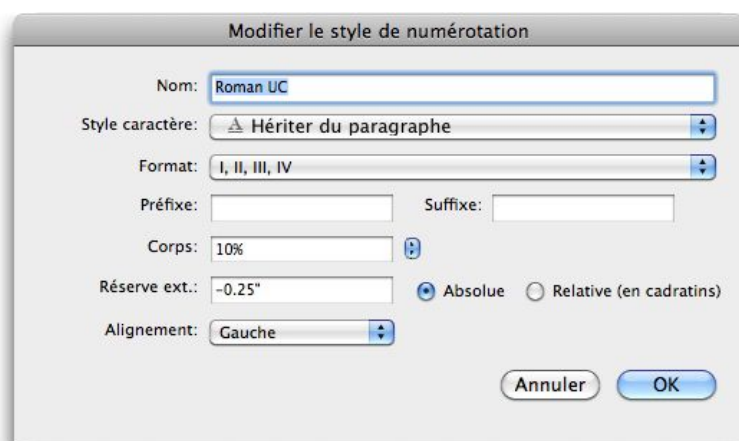 Modifier le style de numérotation
Nom: Roman UC
Style caractère: A Hériter du paragraphe
Format: I, II, III, IV
Préfixe: Suffixe:
Corps: 10%
Réserve ext.: -0.25" Absolue Relative (en cadratins)
Alignement: Gauche
Annuler OK